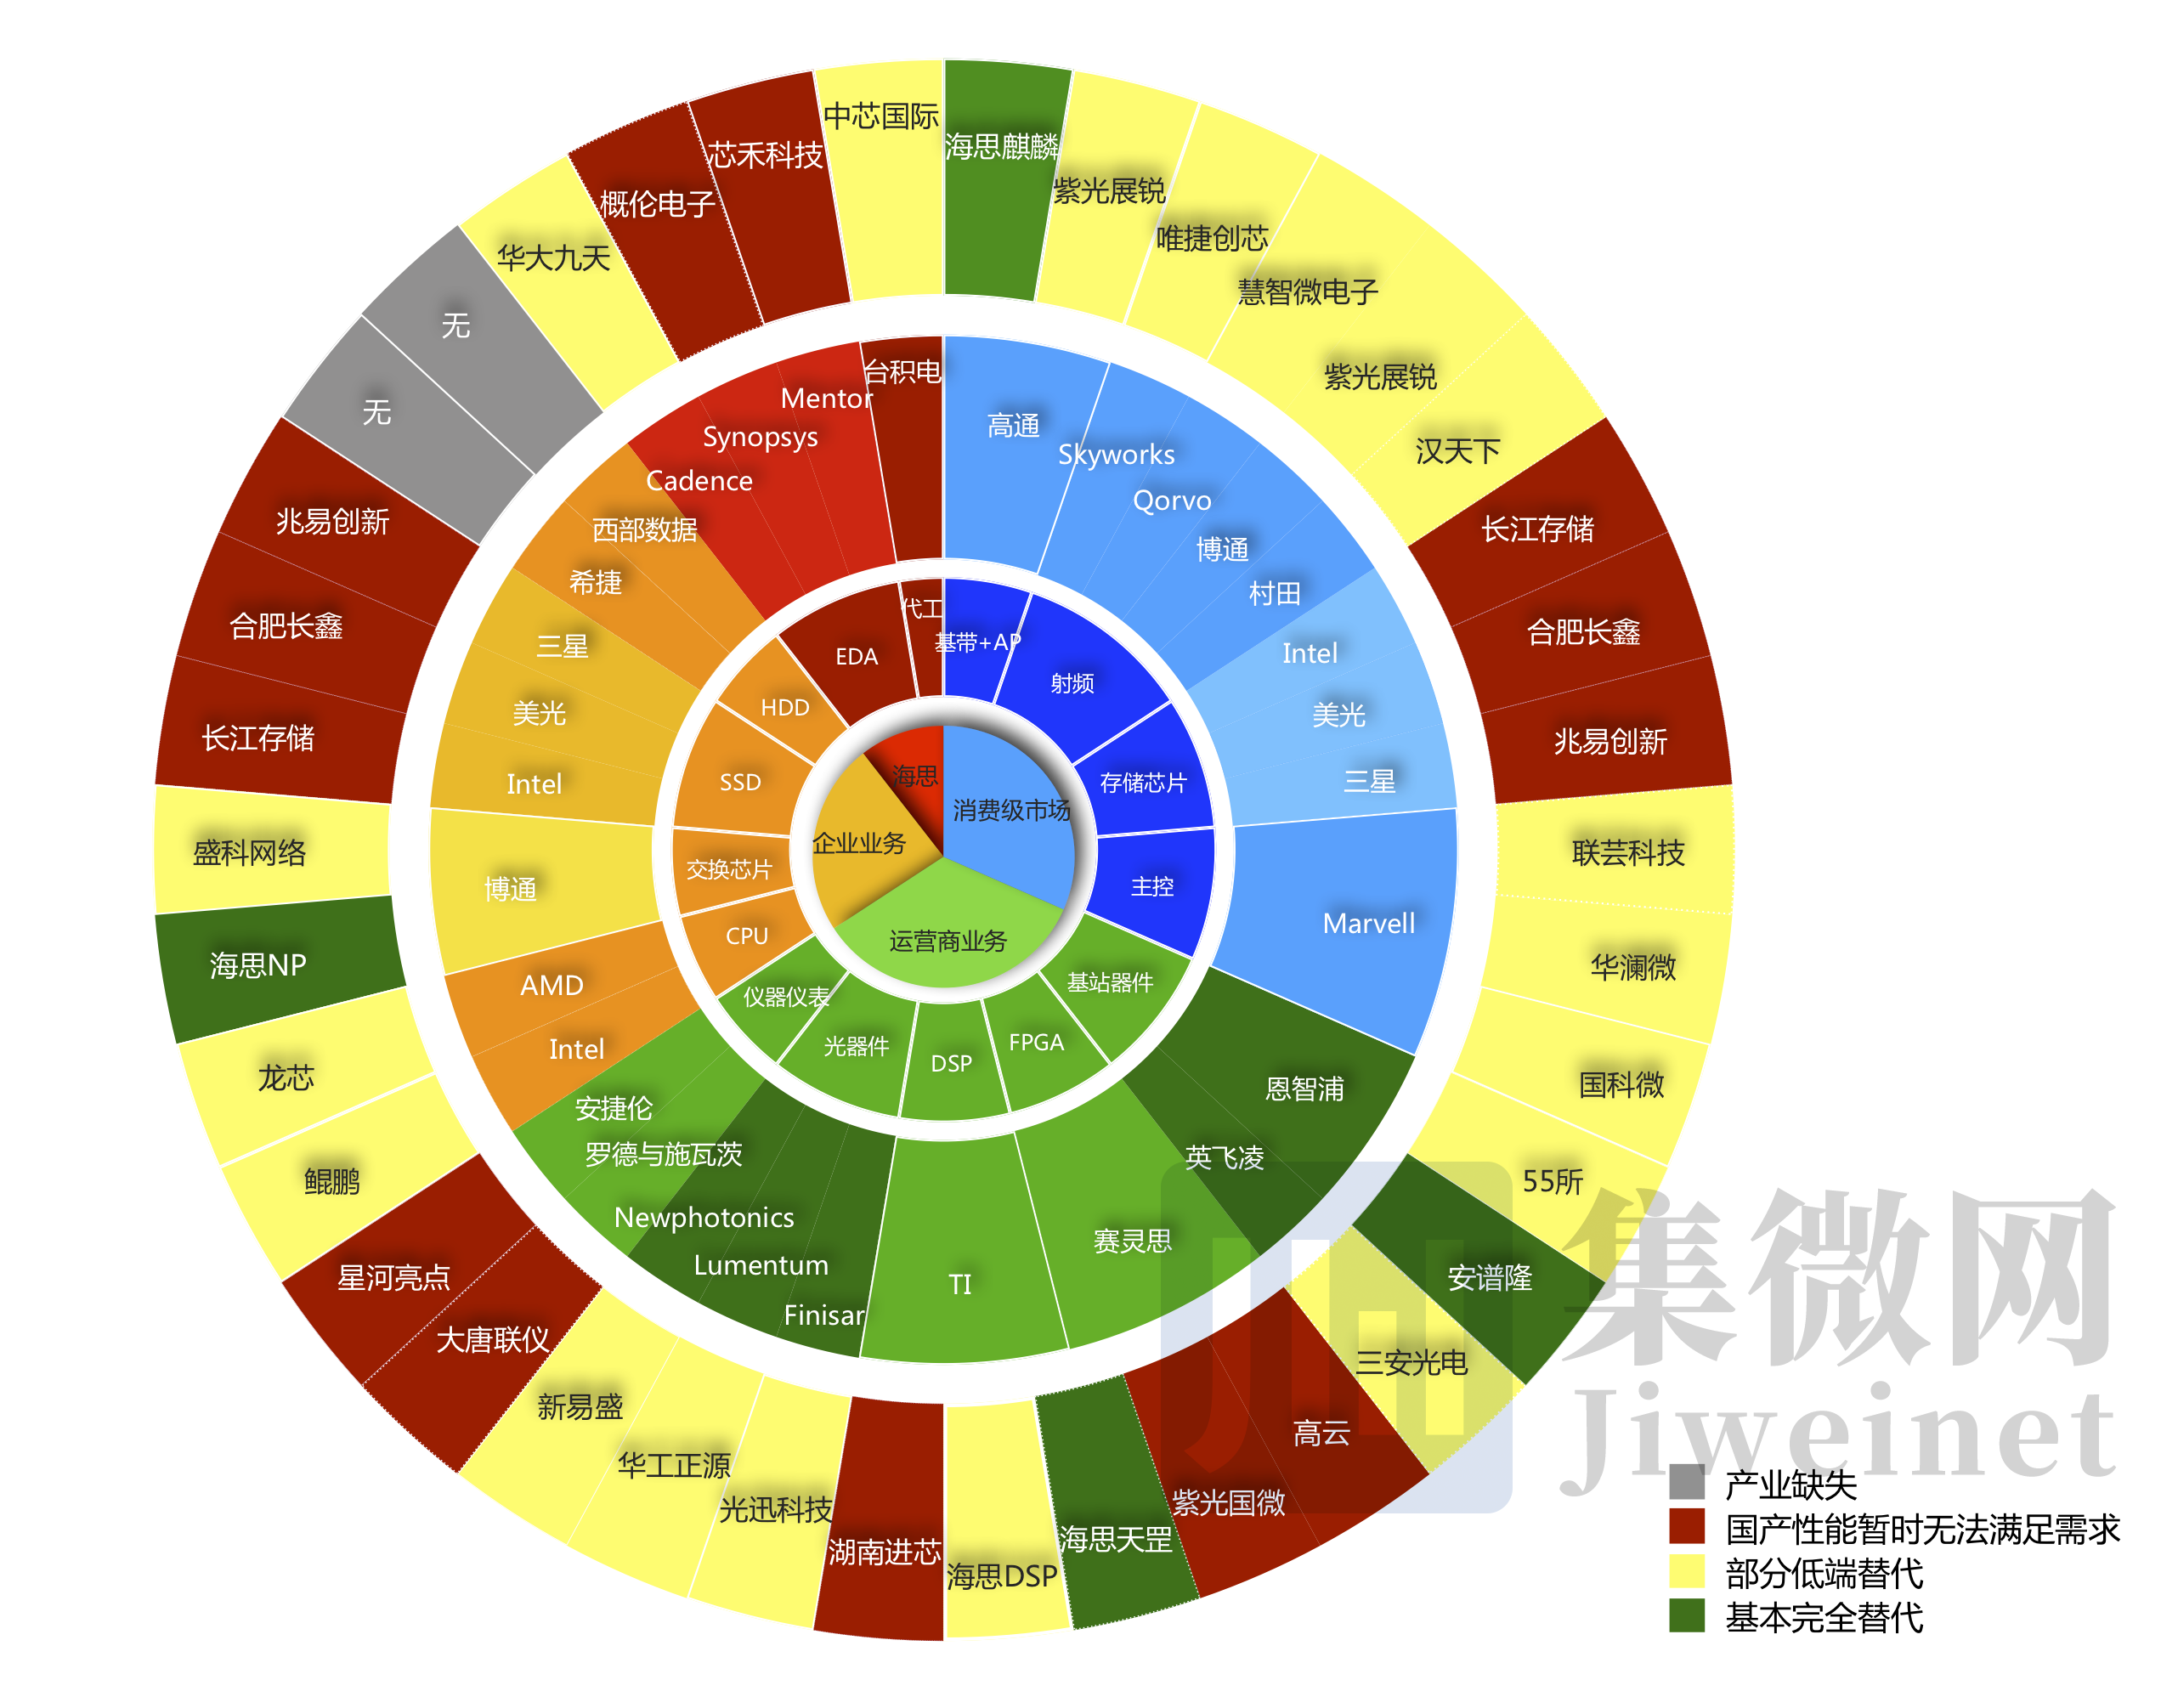 中芯国际
海思麒麟
紫光展锐
唯捷创芯
慧智微电子
紫光展锐
汉天下
长江存储
合肥长鑫
兆易创新
联芸科技
华澜微
国科微
55所
安谱隆
三安光电
高云
紫光国微
海思天罡
海思DSP
湖南进芯
光迅科技
华工正源
新易盛
大唐联仪
星河亮点
鲲鹏
龙芯
海思NP
盛科网络
长江存储
合肥长鑫
兆易创新
无
无
华大九天
概伦电子
芯禾科技
台积电
高通
Skyworks
Qorvo
博通
村田
Intel
美光
三星
Marvell
恩智浦
英飞凌
赛灵思
TI
Finisar
Lumentum
Newphotonics
罗德与施瓦茨
安捷伦
Intel
AMD
博通
Intel
美光
三星
希捷
西部数据
Cadence
Synopsys
Mentor
代工
基带+AP
射频
存储芯片
主控
基站器件
FPGA
DSP
光器件
仪器仪表
CPU
交换芯片
SSD
HDD
EDA
海思
消费级市场
运营商业务
企业业务
集微网
Jiweinet
产业缺失
国产性能暂时无法满足需求
部分低端替代
基本完全替代